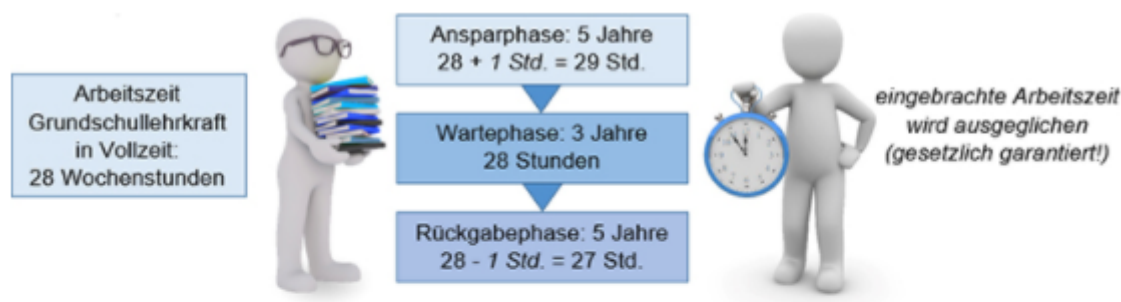 Arbeitszeit
Grundschullehrkraft
in Vollzeit:
28 Wochenstunden
Ansparphase: 5 Jahre
28 + 1 Std. = 29 Std.
Wartephase: 3 Jahre
28 Stunden
Rückgabephase: 5 Jahre
28 - 1 Std. = 27 Std.
eingebrachte Arbeitszeit
wird ausgeglichen
(gesetzlich garantiert!)